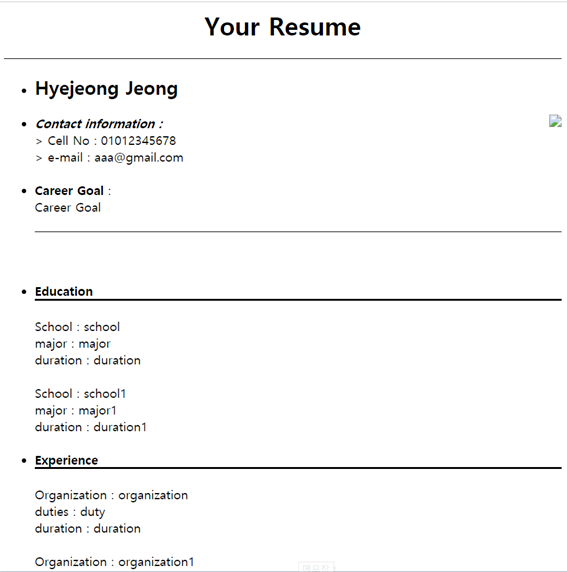 Your Resume
Hyejeong Jeong
Contact information :
> Cell No : 01012345678
> e-mail : aaa@gmail.com
Career Goal :
Career Goal
Education
School : school
major : major
duration : duration
School : school1
major : major1
duration : duration1
Experience
Organization : organization
duties : duty
duration : duration
Organization : organization1